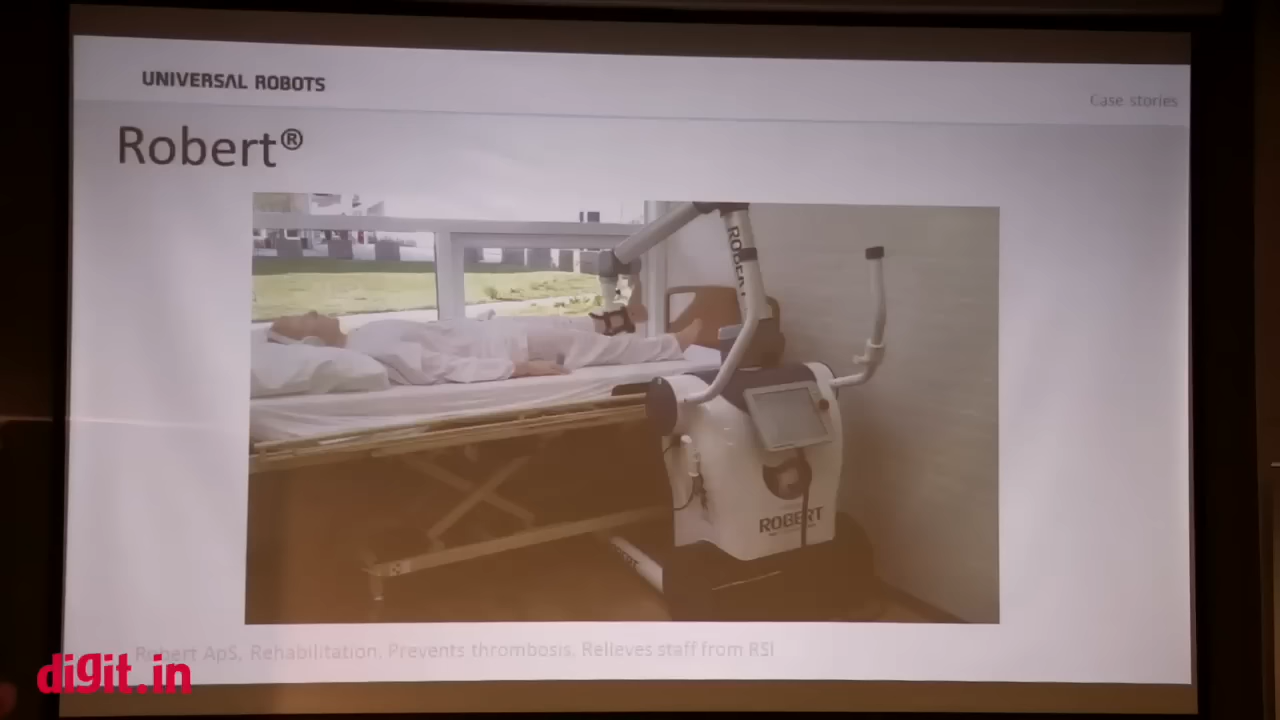 UNIVERSAL ROBOTS
Case stories
Robert®
ROBERT
ROBERT
Robert ApS, Rehabilitation, Prevents thrombosis, Relieves staff from RSI
digit.in